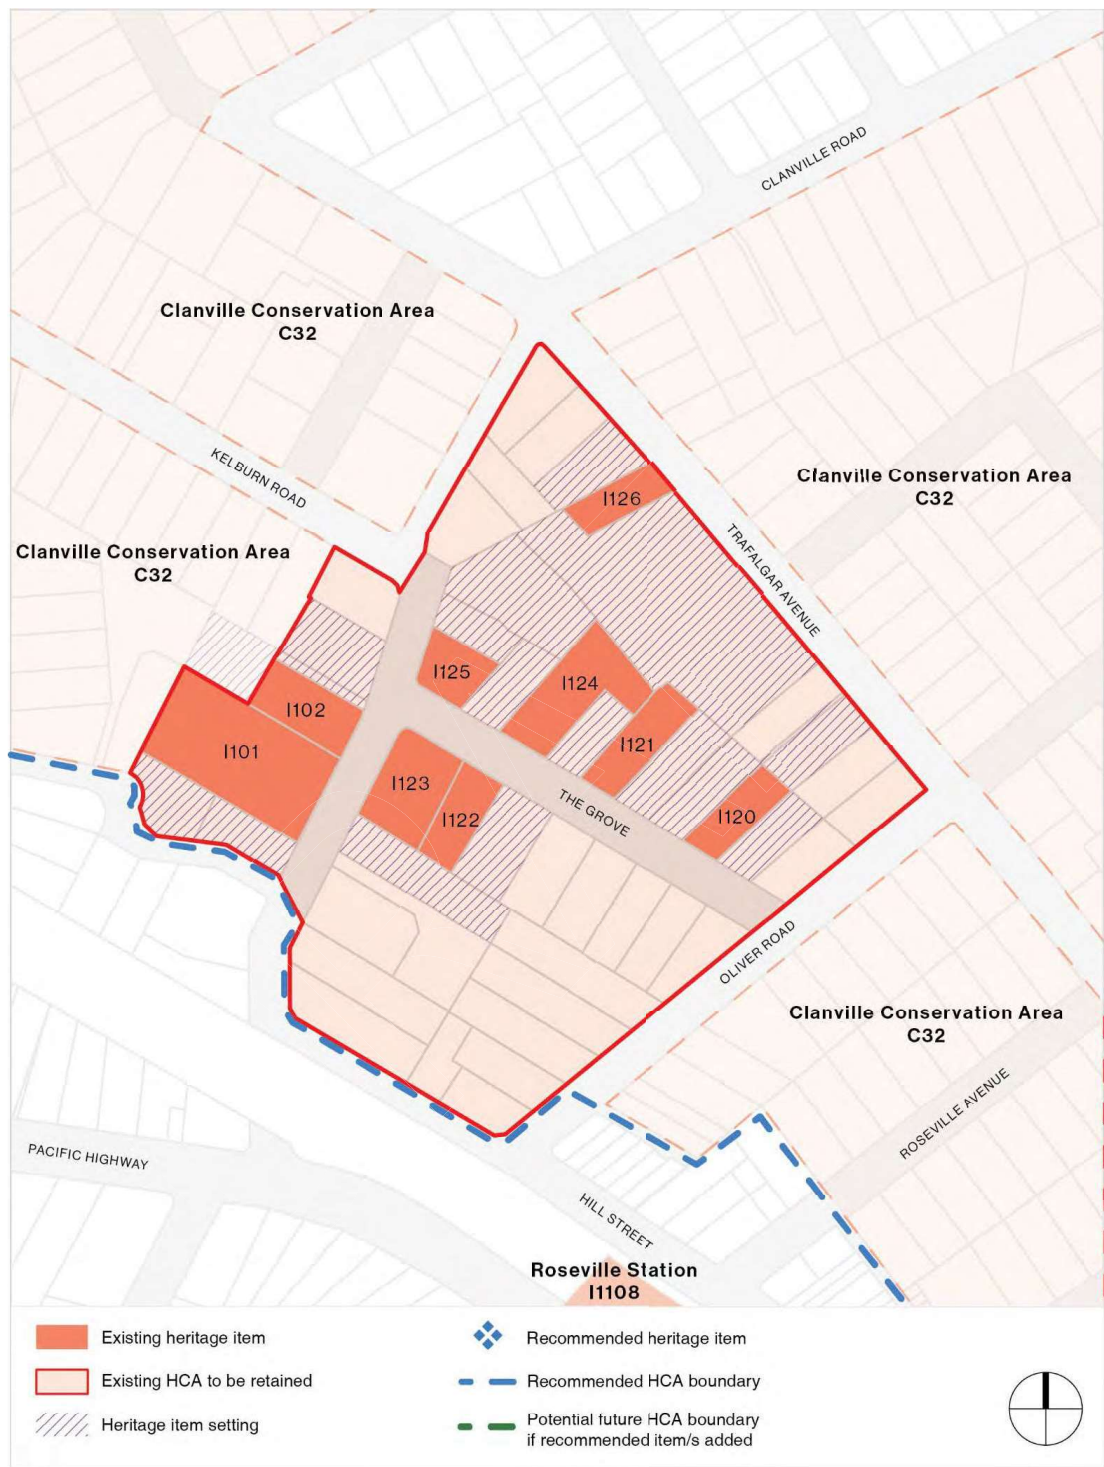 CLANVILLE ROAD
Clanville Conservation Area
C32
KELBURN ROAD
Clanville Conservation Area
C32
Clanville Conservation Area
C32
TRAFALGAR AVENUE
I126
I125
I124
I102
I101
I121
I123
I122
I120
THE GROVE
OLIVER ROAD
Clanville Conservation Area
C32
ROSEVILLE AVENUE
PACIFIC HIGHWAY
HILL STREET
Roseville Station
I1108
Existing heritage item
Existing HCA to be retained
Heritage item setting
Recommended heritage item
Recommended HCA boundary
Potential future HCA boundary
if recommended item/s added